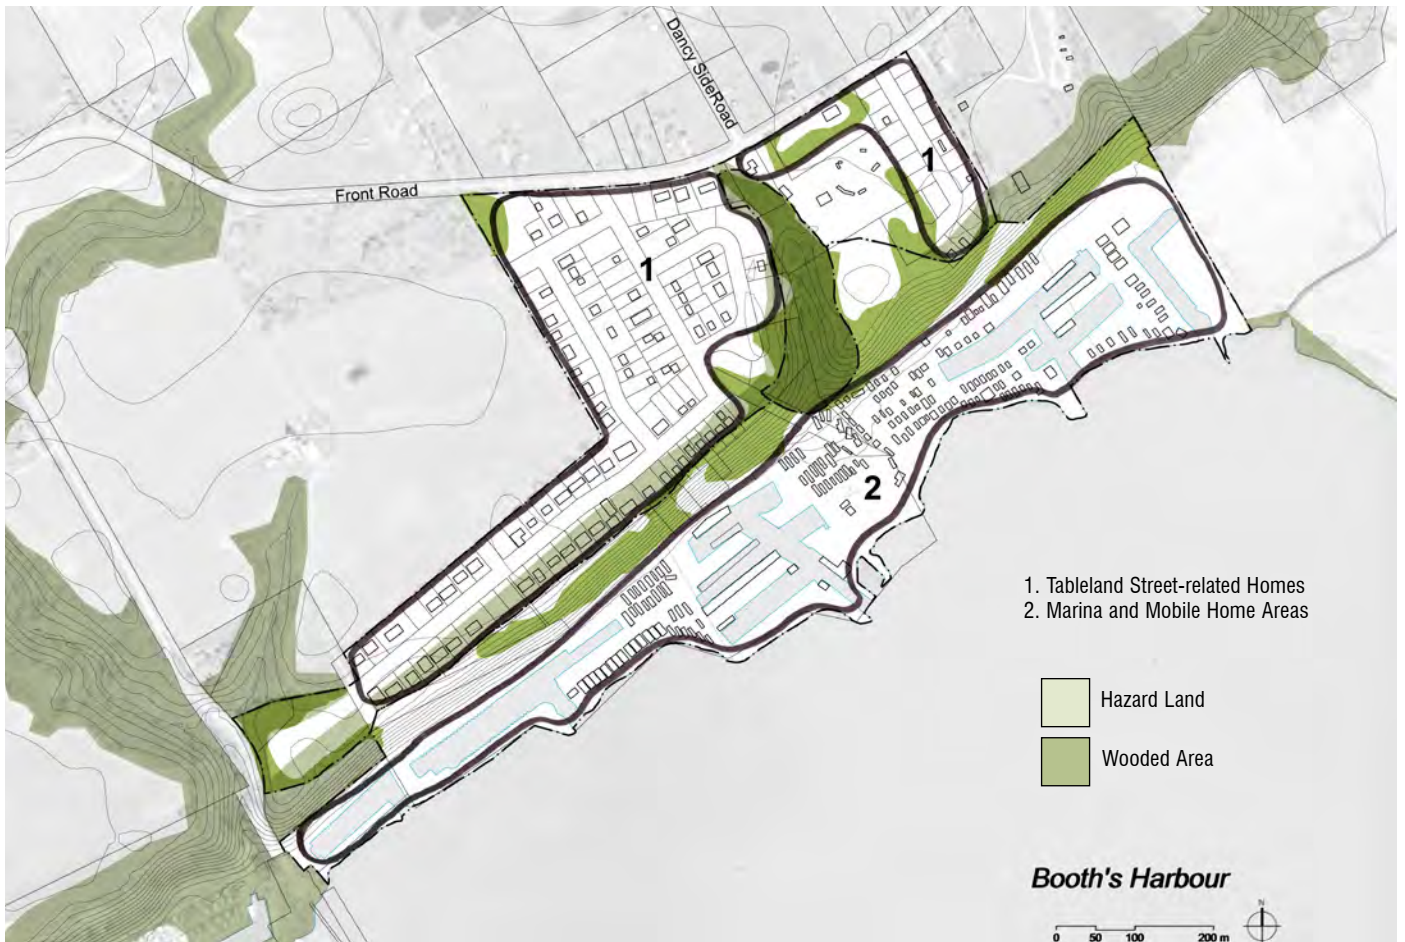 Dancy SideRoad
Front Road
1
1
2
1. Tableland Street-related Homes
2. Marina and Mobile Home Areas
Hazard Land
Wooded Area
Booth's Harbour
N
0 50 100 200 m